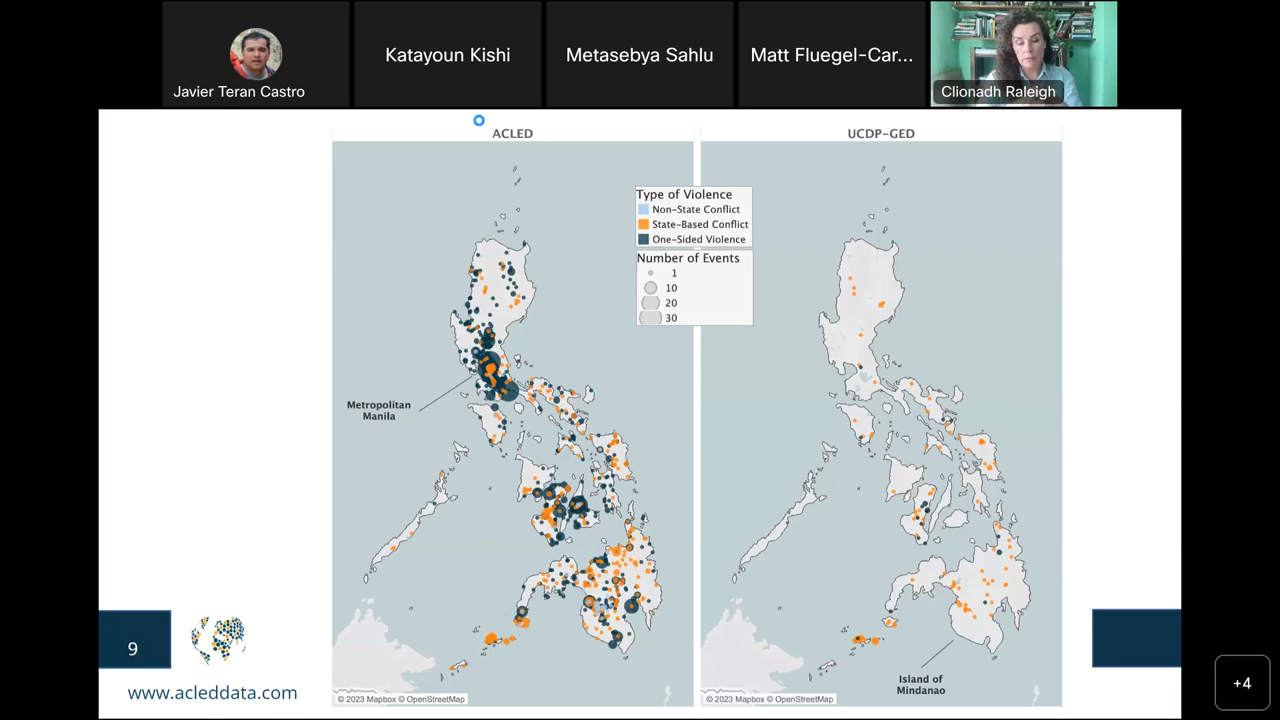 Javier Teran Castro
Katayoun Kishi
Metasebya Sahlu
Matt Fluegel-Car...
Clionadh Raleigh
ACLED
UCDP-GED
Type of Violence
Non-State Conflict
State-Based Conflict
One-Sided Violence
Number of Events
1
10
20
30
Metropolitan
Manila
Island of
Mindanao
9
www.acleddata.com
© 2023 Mapbox © OpenStreetMap
© 2023 Mapbox © OpenStreetMap
+4